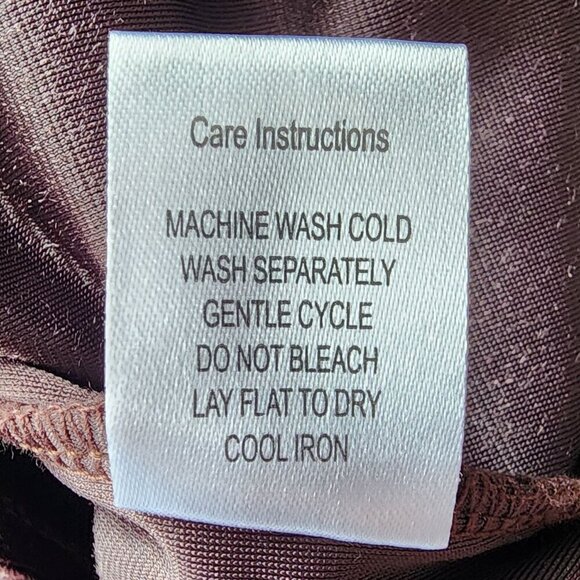 Care Instructions
MACHINE WASH COLD
WASH SEPARATELY
GENTLE CYCLE
DO NOT BLEACH
LAY FLAT TO DRY
COOL IRON